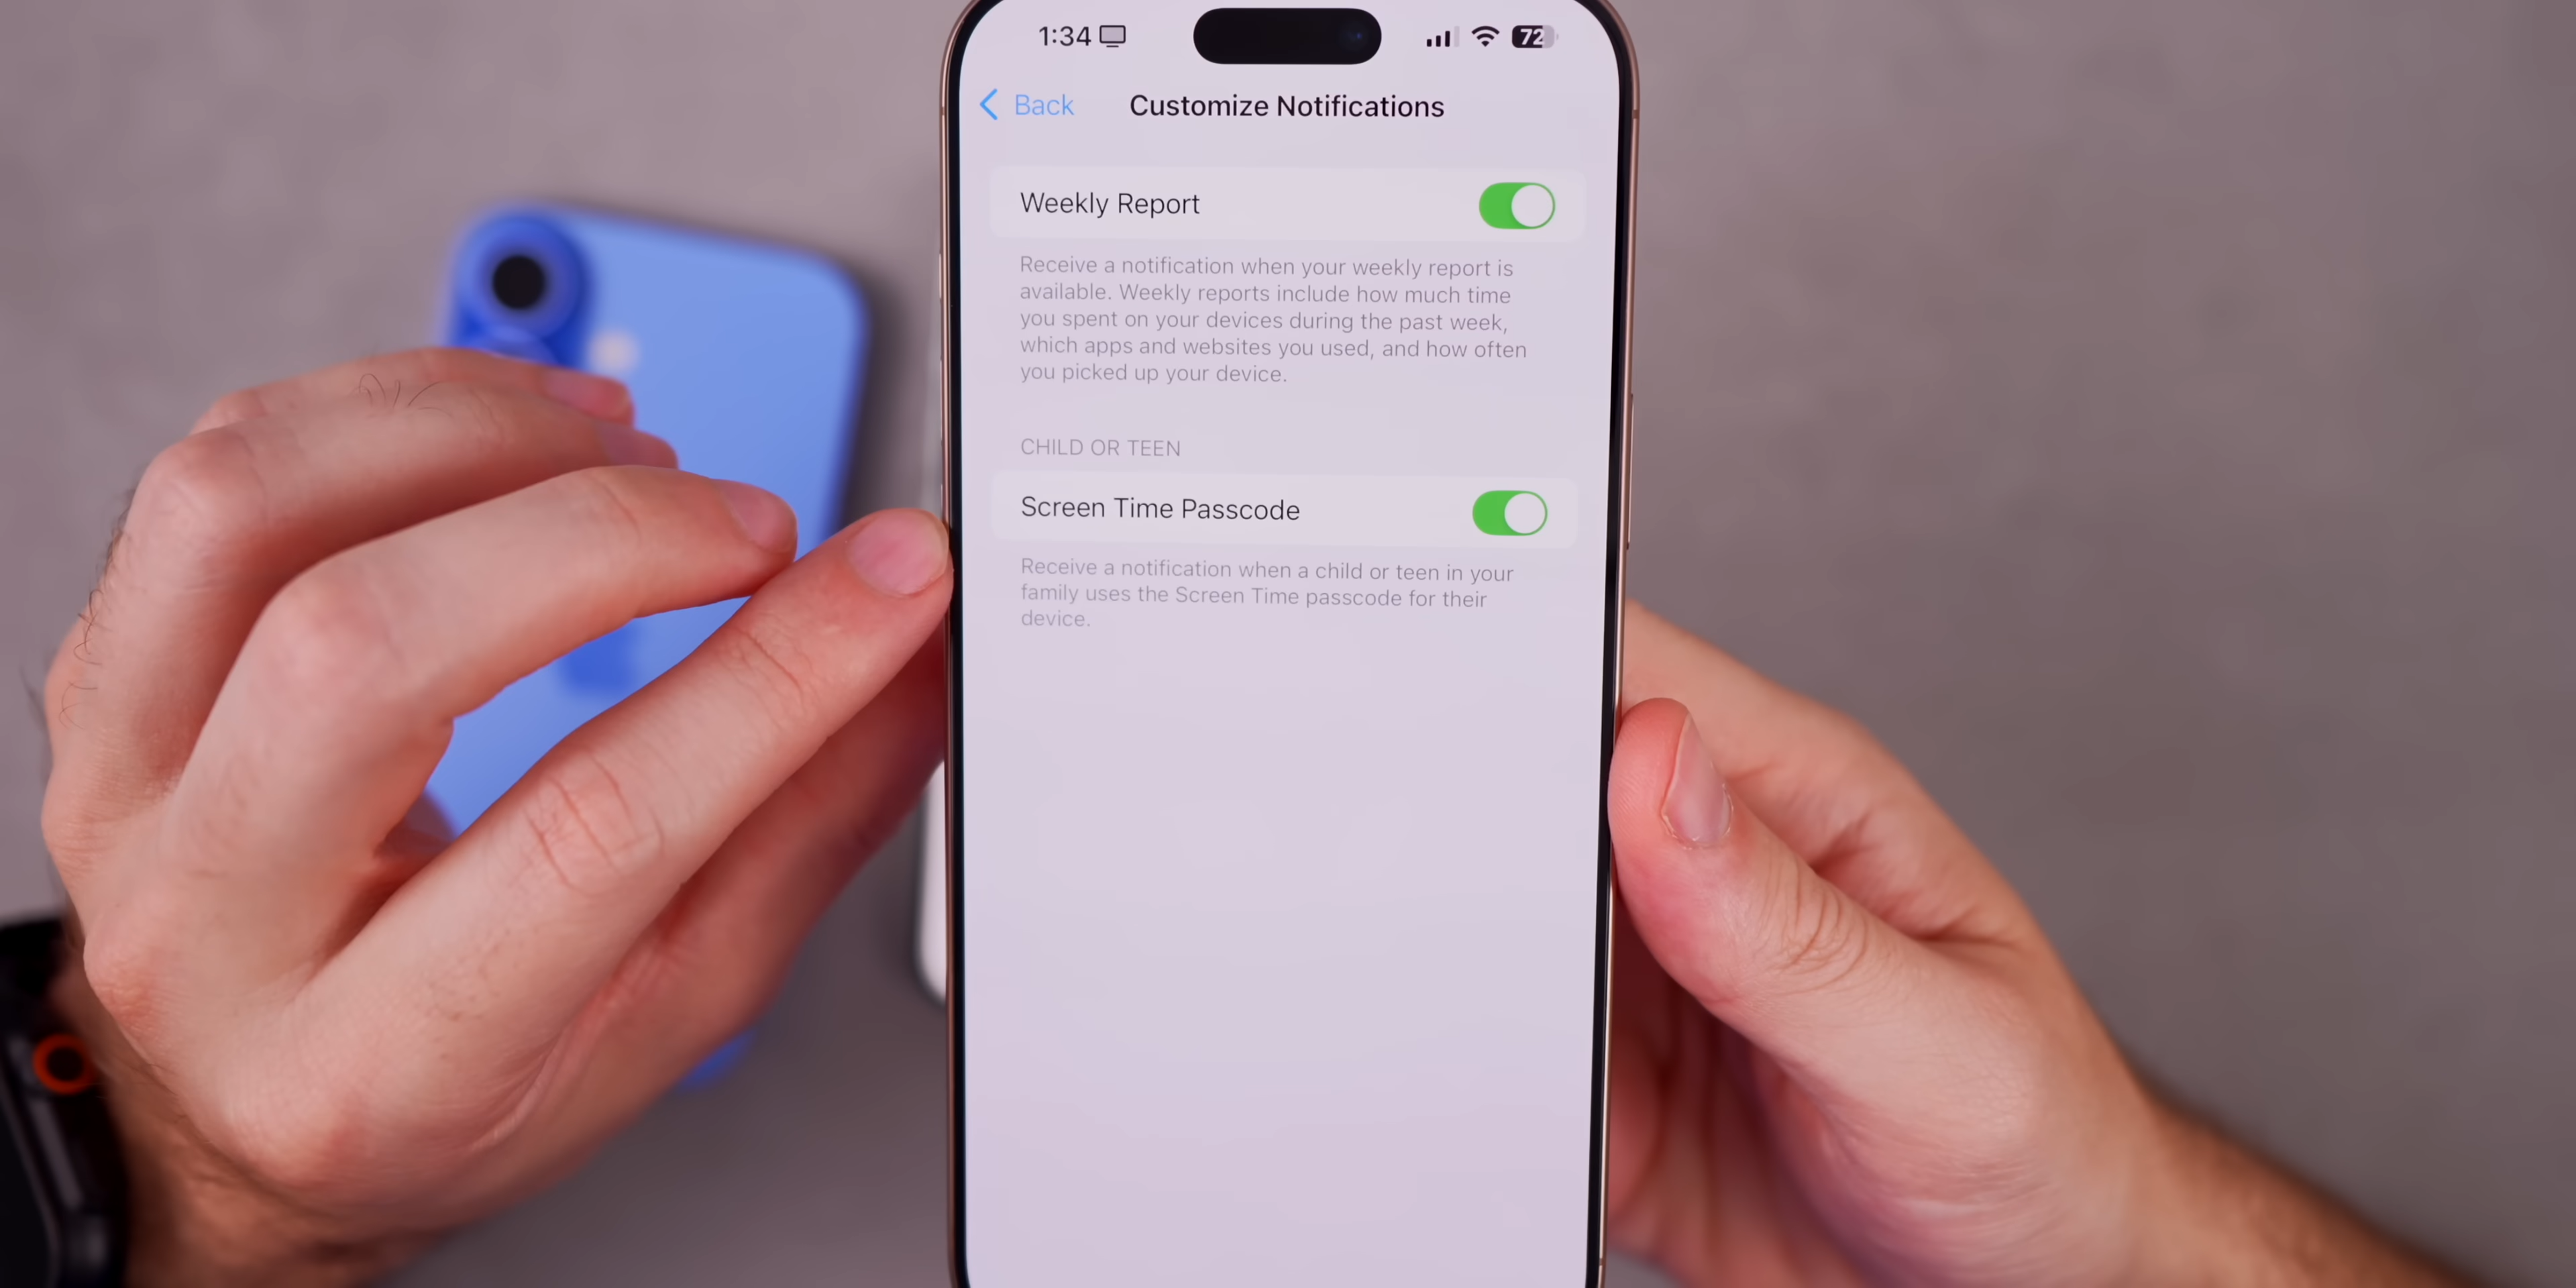 1:34
72
Back
Customize Notifications
Weekly Report
Receive a notification when your weekly report is
available. Weekly reports include how much time
you spent on your devices during the past week,
which apps and websites you used, and how often
you picked up your device.
CHILD OR TEEN
Screen Time Passcode
Receive a notification when a child or teen in your
family uses the Screen Time passcode for their
device.